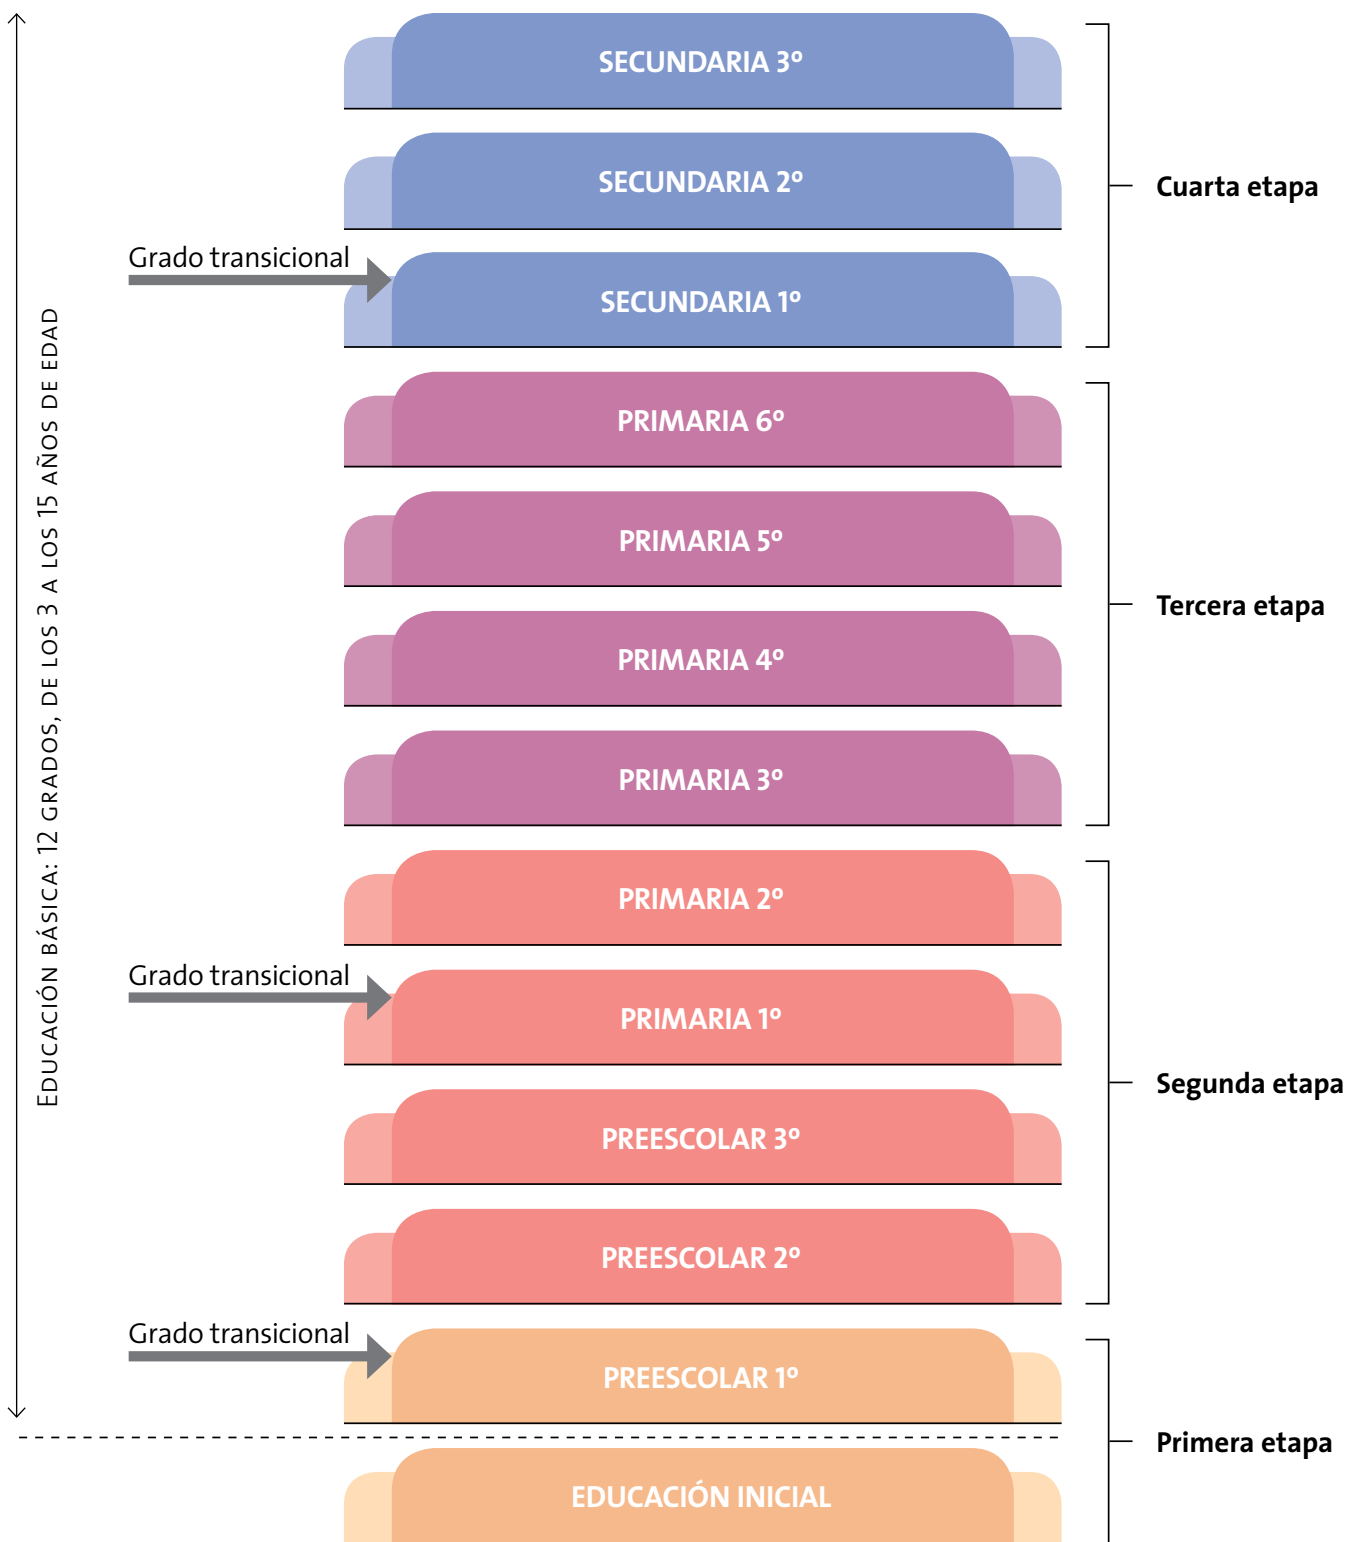 SECUNDARIA 3º
SECUNDARIA 2º
Cuarta etapa
Grado transicional
SECUNDARIA 1º
EDUCACIÓN BÁSICA: 12 GRADOS, DE LOS 3 A LOS 15 AÑOS DE EDAD
PRIMARIA 6º
PRIMARIA 5º
Tercera etapa
PRIMARIA 4º
PRIMARIA 3º
PRIMARIA 2º
Grado transicional
PRIMARIA 1º
Segunda etapa
PREESCOLAR 3º
PREESCOLAR 2º
Grado transicional
PREESCOLAR 1º
Primera etapa
EDUCACIÓN INICIAL